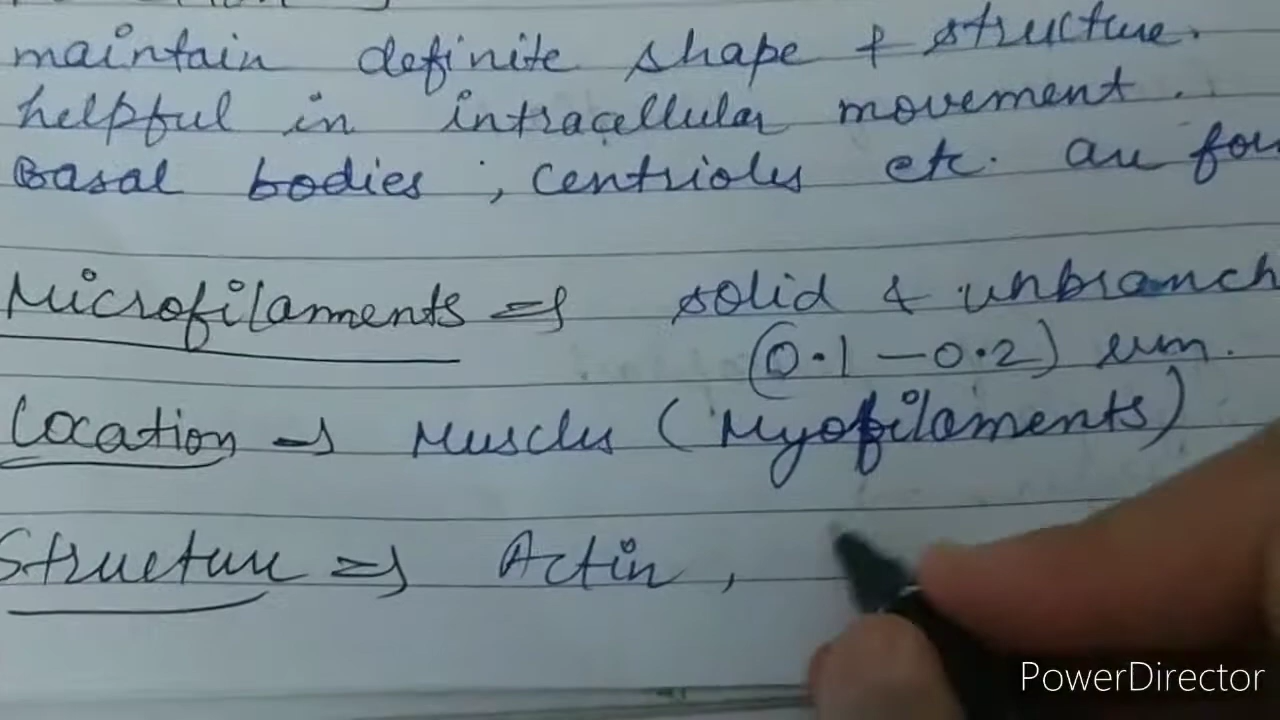 maintain definite shape & structure.
helpful in intracellular movement.
Basal bodies, centrioles etc. are fou
Microfilaments => solid & unbranch
(0.1 - 0.2) um.
Location → Muscles (Myofilaments)
Structure => Actin,
PowerDirector